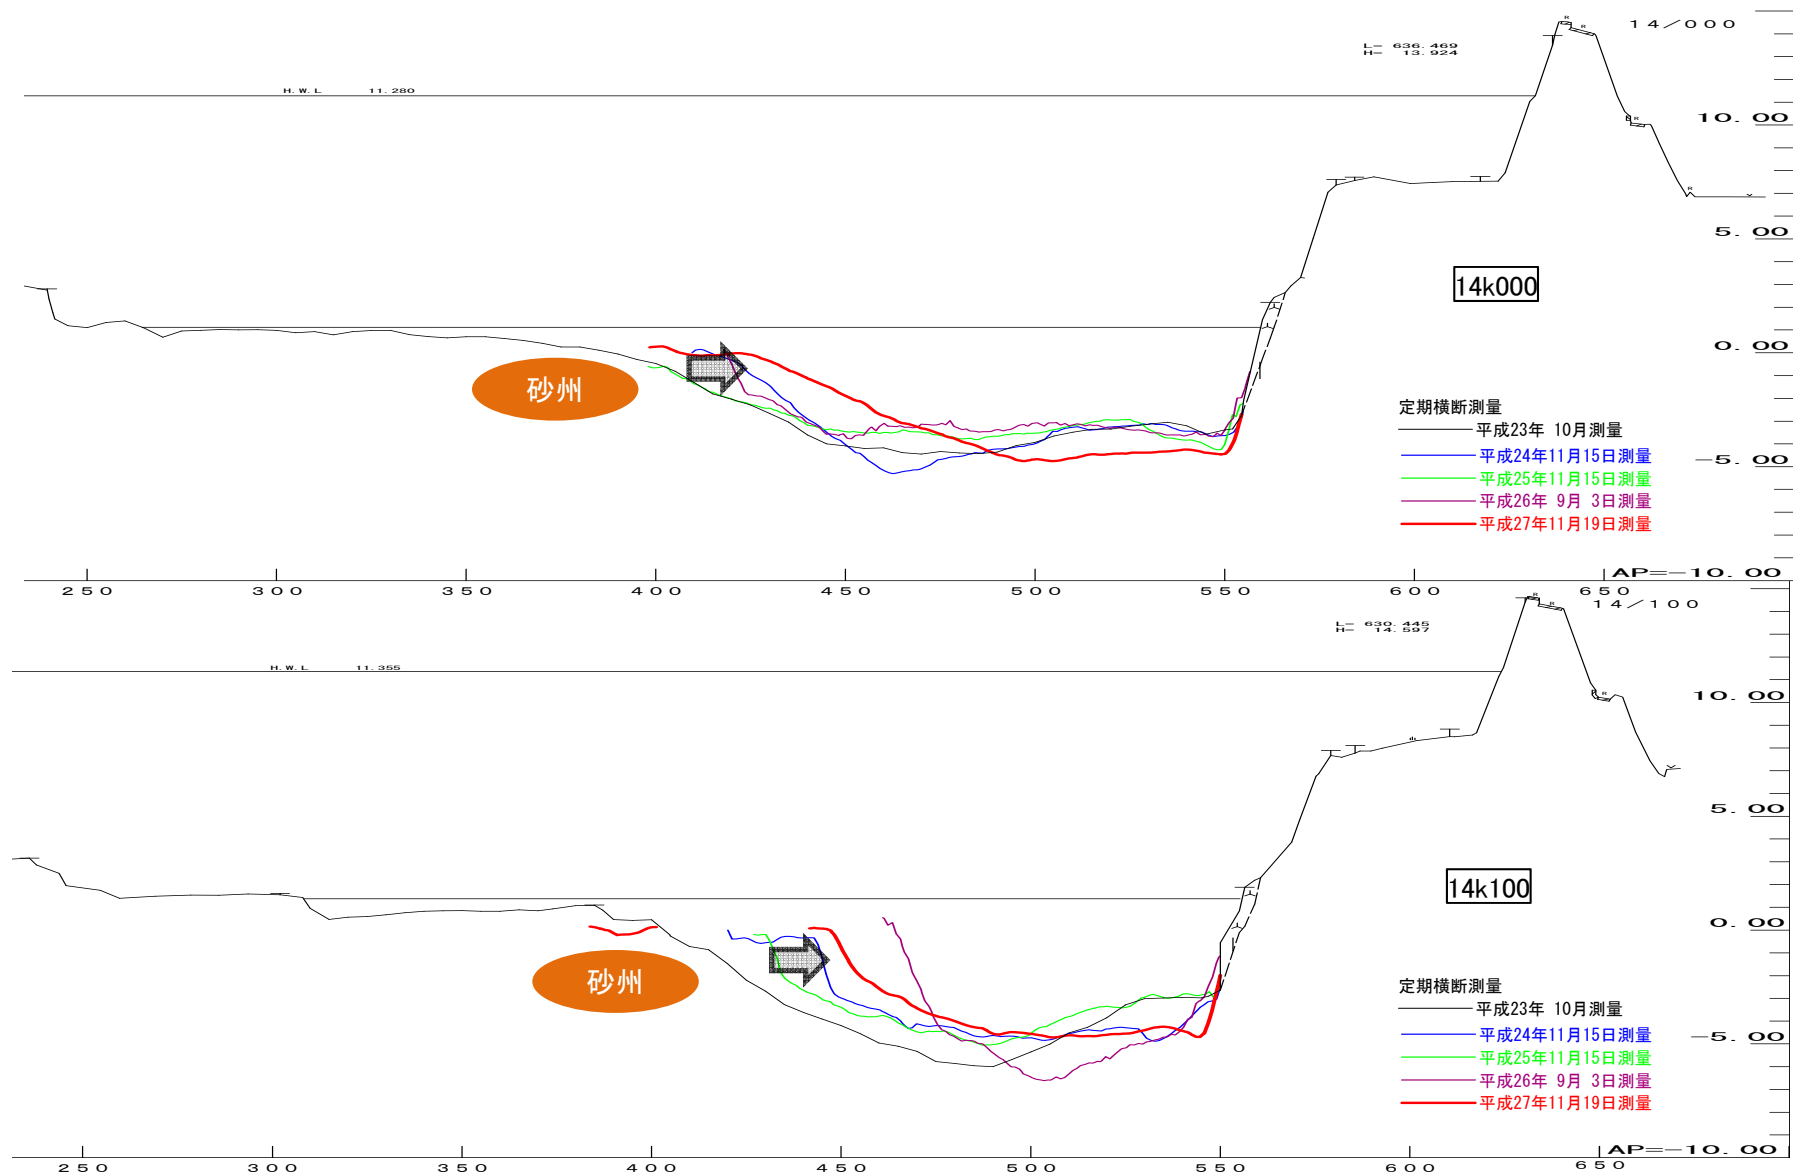 14/000
L= 636.469
H= 13.924
H.W.L 11.280
10.00
5.00
14k000
0.00
砂州
定期横断測量
平成23年 10月測量
平成24年11月15日測量
-5.00
平成25年11月15日測量
平成26年 9月 3日測量
平成27年11月19日測量
AP=-10.00
250 300 350 400 450 500 550 600 650
14/100
L= 630.445
H= 14.597
H.W.L 11.355
10.00
5.00
14k100
0.00
砂州
定期横断測量
平成23年 10月測量
平成24年11月15日測量
-5.00
平成25年11月15日測量
平成26年 9月 3日測量
平成27年11月19日測量
AP=-10.00
250 300 350 400 450 500 550 600 650